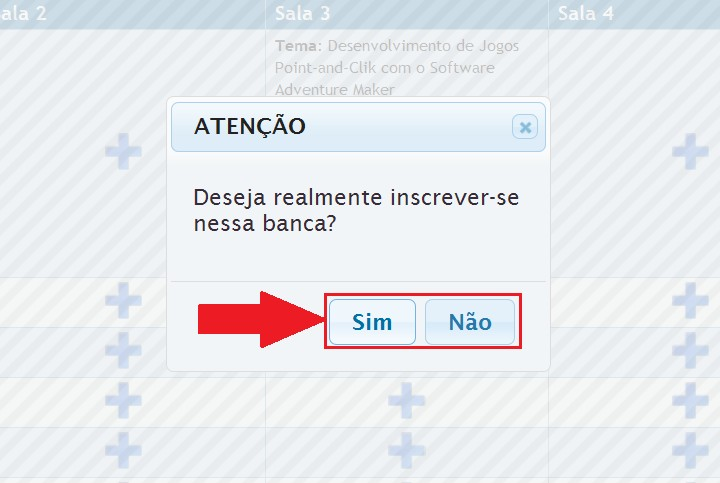 ala 2
Sala 3
Sala 4
Tema: Desenvolvimento de Jogos
Point-and-Clik com o Software
Adventure Maker
ATENÇÃO
Deseja realmente inscrever-se
nessa banca?
Sim
Não